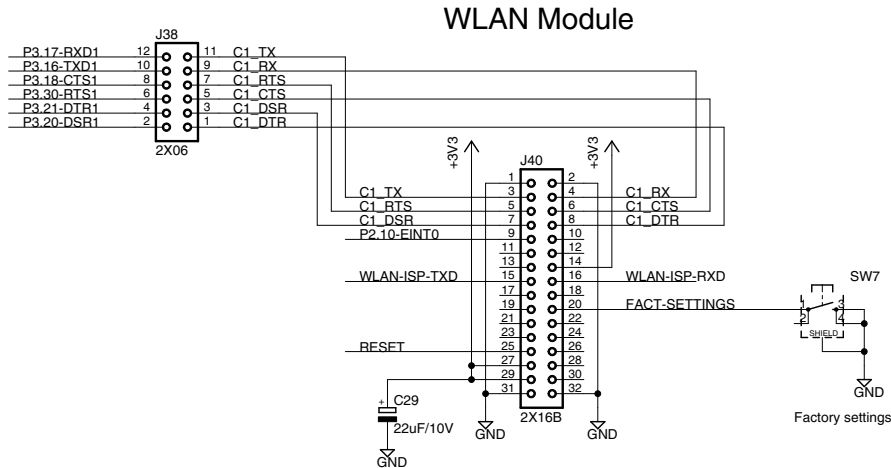 WLAN Module
J38
P3.17-RXD1 12 11 C1_TX
P3.16-TXD1 10 9 C1_RX
P3.18-CTS1 8 7 C1_RTS
P3.30-RTS1 6 5 C1_CTS
P3.21-DTR1 4 3 C1_DSR
P3.20-DSR1 2 1 C1_DTR
2X06
+3V3
+3V3
J40
1 2
C1_TX 3 4 C1_RX
C1_RTS 5 6 C1_CTS
C1_DSR 7 8 C1_DTR
P2.10-EINT0 9 10
11 12
13 14
WLAN-ISP-TXD 15 16 WLAN-ISP-RXD
17 18
19 20 FACT-SETTINGS
21 22
23 24
RESET 25 26
27 28
29 30
31 32
2X16B
SW7
1 3
2 4
SHIELD
GND
Factory settings
+ C29
22uF/10V
GND
GND
GND